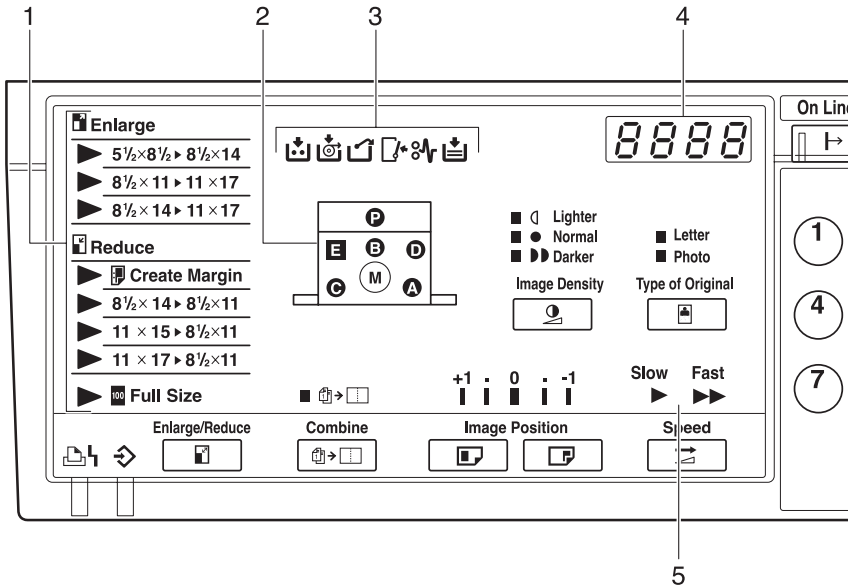 1 2 3 4
On Line
Enlarge
5½×8½ ▶ 8½×14
8½×11 ▶ 11×17
8½×14 ▶ 11×17
Reduce
Create Margin
8½×14 ▶ 8½×11
11×15 ▶ 8½×11
11×17 ▶ 8½×11
100 Full Size
8888
P
E B D
C M A
Lighter
Normal
Darker
Letter
Photo
Image Density Type of Original
+1 . 0 . -1
Slow Fast
Enlarge/Reduce Combine Image Position Speed
1
4
7
5